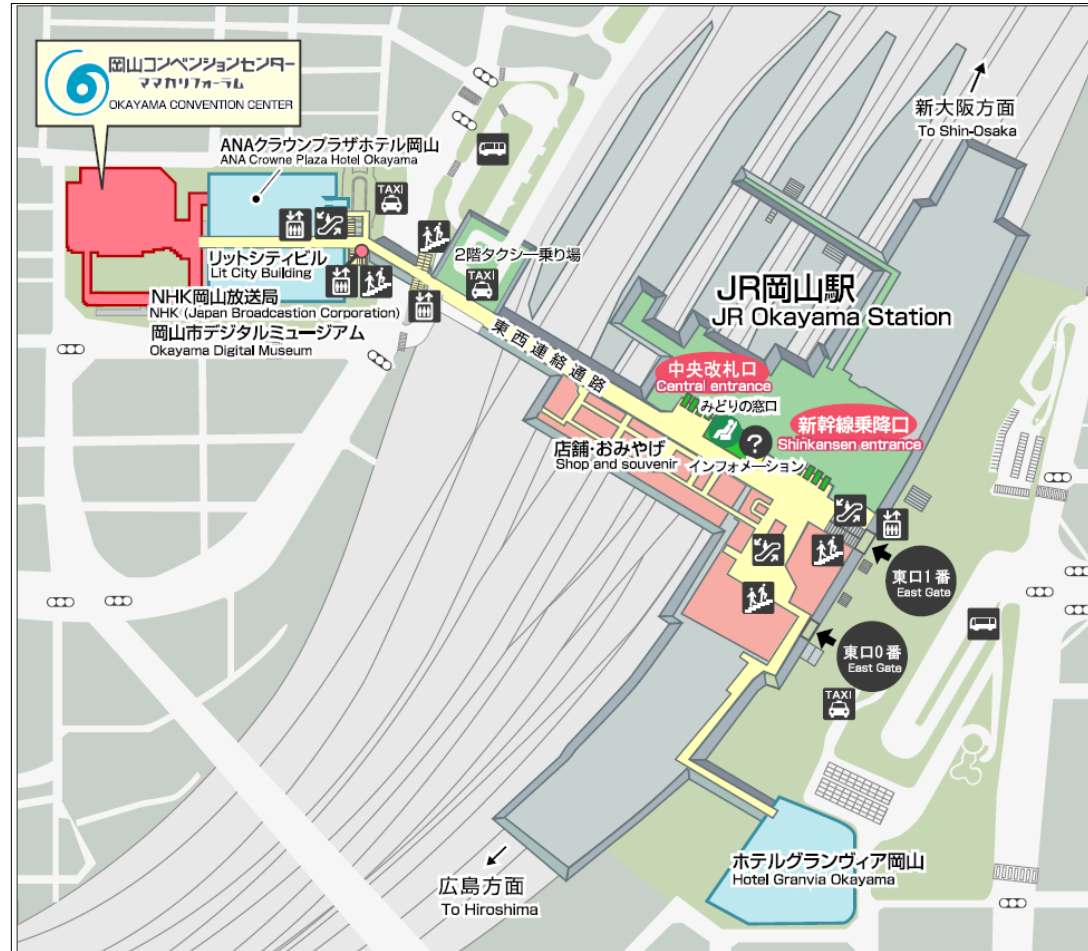 岡山コンベンションセンター
ママカリフォーラム
OKAYAMA CONVENTION CENTER
新大阪方面
To Shin-Osaka
ANAクラウンプラザホテル岡山
ANA Crowne Plaza Hotel Okayama
TAXI
2階タクシー乗り場
TAXI
リットシティビル
Lit City Building
NHK岡山放送局
NHK (Japan Broadcastion Corporation)
岡山市デジタルミュージアム
Okayama Digital Museum
JR岡山駅
JR Okayama Station
東西連絡通路
中央改札口
Central entrance
みどりの窓口
新幹線乗降口
Shinkansen entrance
?
店舗・おみやげ
Shop and souvenir
インフォメーション
東口1番
East Gate
東口0番
East Gate
TAXI
ホテルグランヴィア岡山
Hotel Granvia Okayama
広島方面
To Hiroshima